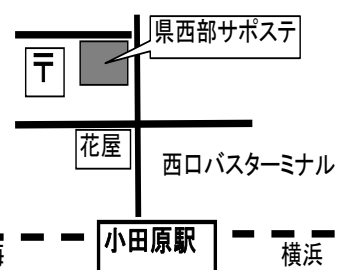 県西部サポステ
〒
花屋
西口バスターミナル
小田原駅
横浜